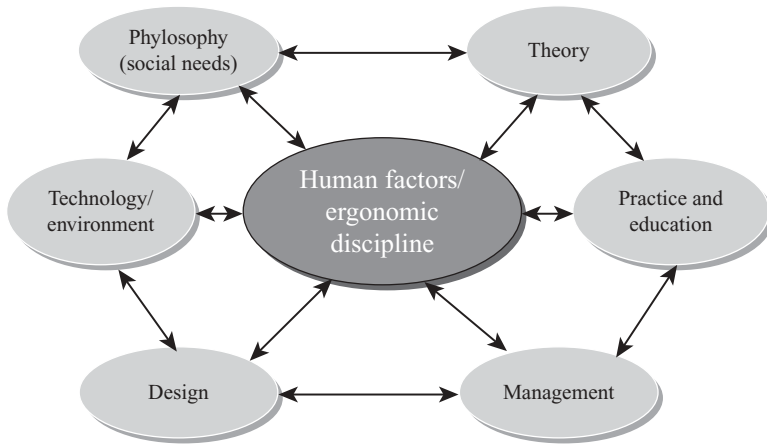 Phylosophy
(social needs)
Theory
Technology/
environment
Human factors/
ergonomic
discipline
Practice and
education
Design
Management